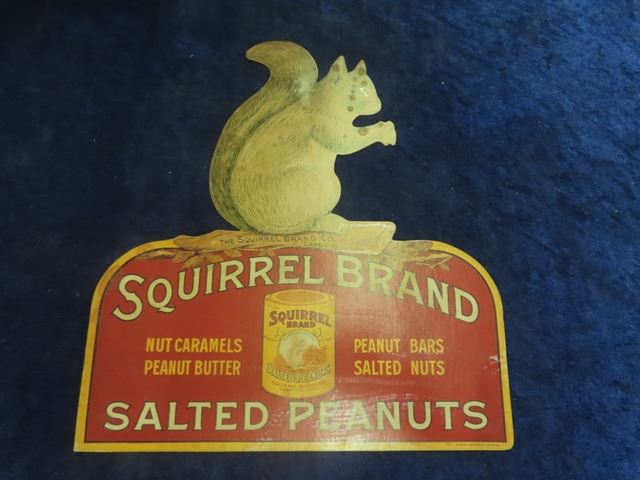 THE SQUIRREL BRAND CO.
SQUIRREL BRAND
SQUIRREL
BRAND
SALTED PEANUTS
NUT CARAMELS
PEANUT BUTTER
PEANUT BARS
SALTED NUTS
SALTED PEANUTS